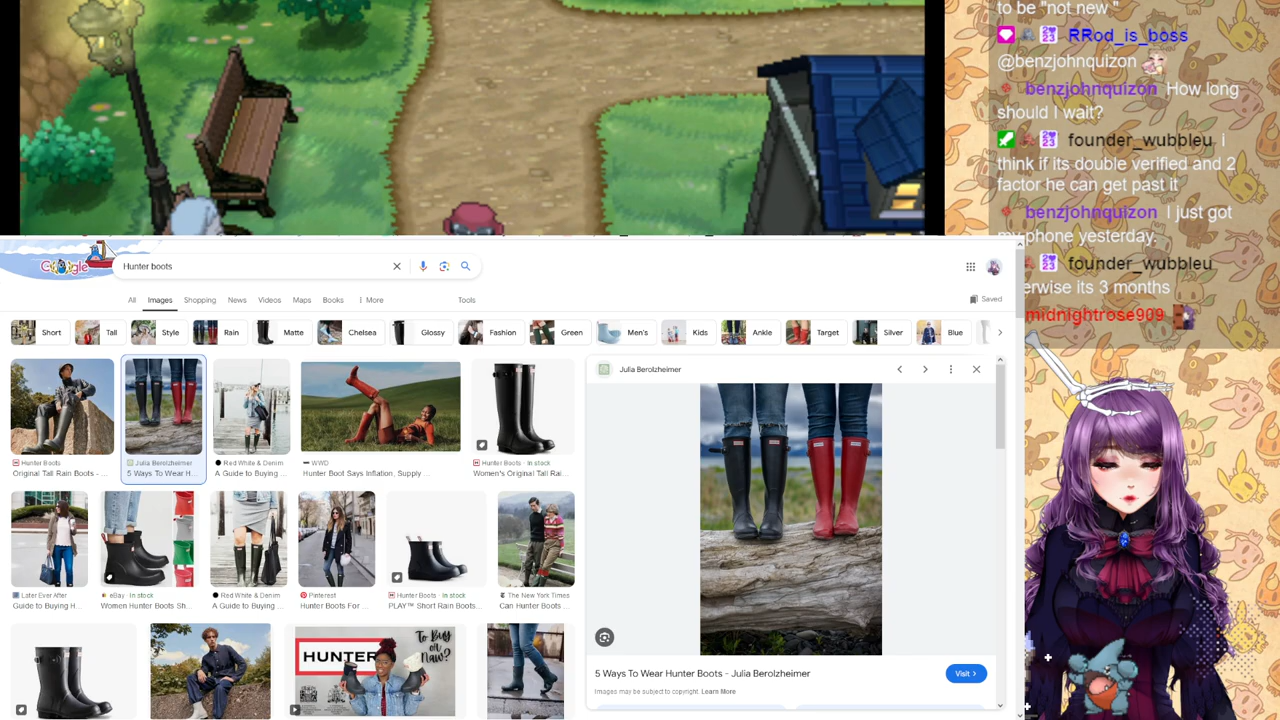 to be "not new "
RRod_is_boss
@benzjohnquizon
benzjohnquizon How long
should I wait?
founder_wubbleu i
think if its double verified and 2
factor he can get past it
benzjohnquizon I just got
my phone yesterday.
founder_wubbleu
erwise its 3 months
midnightrose909
Google
Hunter boots
All Images Shopping News Videos Maps Books More Tools
Saved
Short Tall Style Rain Matte Chelsea Glossy Fashion Green Men's Kids Ankle Target Silver Blue
Hunter Boots
Original Tall Rain Boots - ...
Julia Berolzheimer
5 Ways To Wear H...
Red White & Denim
A Guide to Buying ...
WWD
Hunter Boot Says Inflation, Supply ...
Hunter Boots · In stock
Women's Original Tall Rai...
Later Ever After
Guide to Buying H...
eBay · In stock
Women Hunter Boots Sh...
Red White & Denim
A Guide to Buying...
Pinterest
Hunter Boots For ...
Hunter Boots · In stock
PLAY™ Short Rain Boots...
The New York Times
Can Hunter Boots ...
HUNTER
To Buy
or
Naw?
Julia Berolzheimer
5 Ways To Wear Hunter Boots - Julia Berolzheimer
Visit
Images may be subject to copyright. Learn More